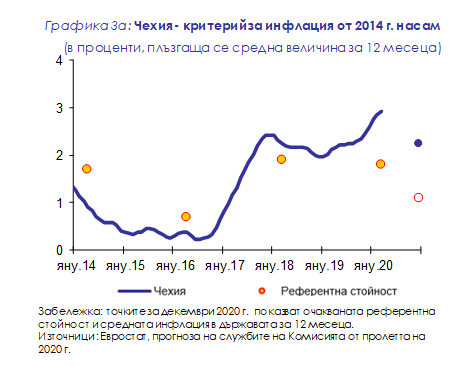 Графика 3а: Чехия - критерий за инфлация от 2014 г. насам
(в проценти, плъзгаща се средна величина за 12 месеца)
4
3
2
1
0
яну.14 яну.15 яну.16 яну.17 яну.18 яну.19 яну.20
Чехия Референтна стойност
Забележка: точките за декември 2020 г. показват очакваната референтна
стойност и средната инфлация в държавата за 12 месеца.
Източници: Евростат, прогноза на службите на Комисията от пролетта на
2020 г.